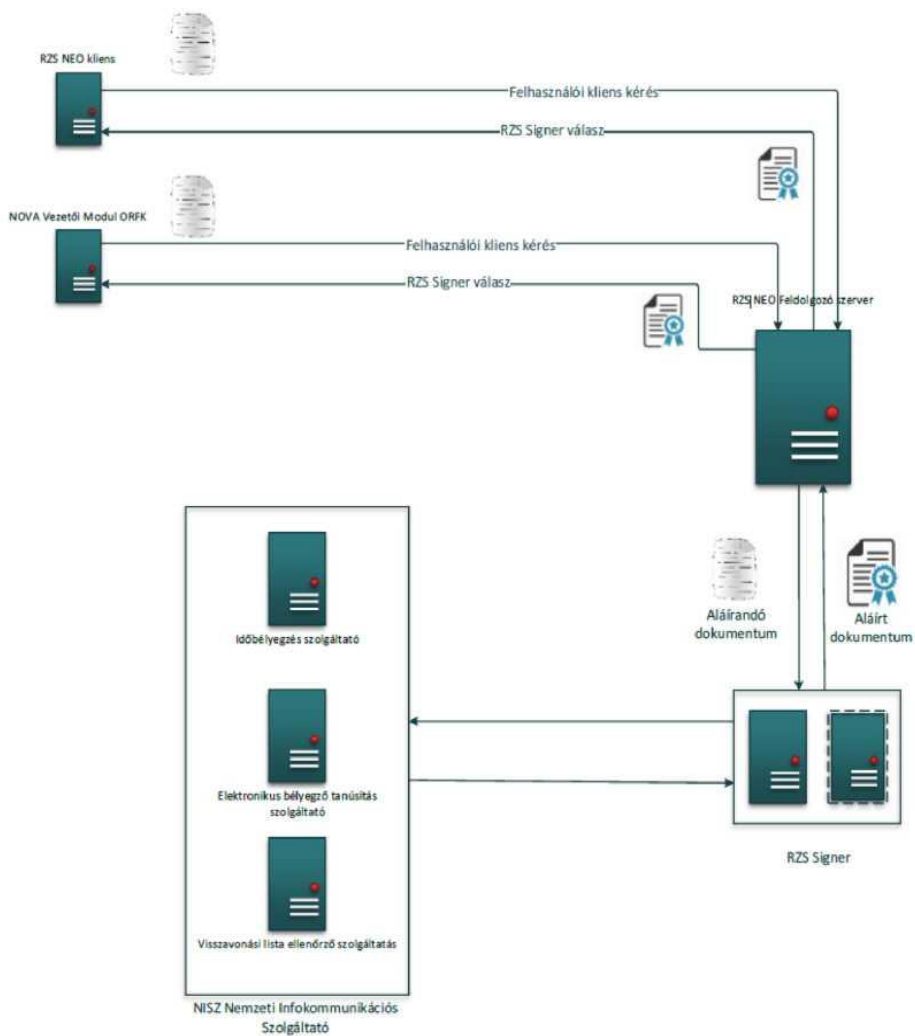 RZS NEO kliens
Felhasználói kliens kérés
RZS Signer válasz
NOVA Vezetői Modul ORFK
Felhasználói kliens kérés
RZS Signer válasz
RZS NEO Feldolgozó szerver
Időbélyegzés szolgáltató
Aláírandó
dokumentum
Aláírt
dokumentum
Elektronikus bélyegző tanúsítás
szolgáltató
Visszavonási lista ellenőrző szolgáltatás
RZS Signer
NISZ Nemzeti Infokommunikációs
Szolgáltató